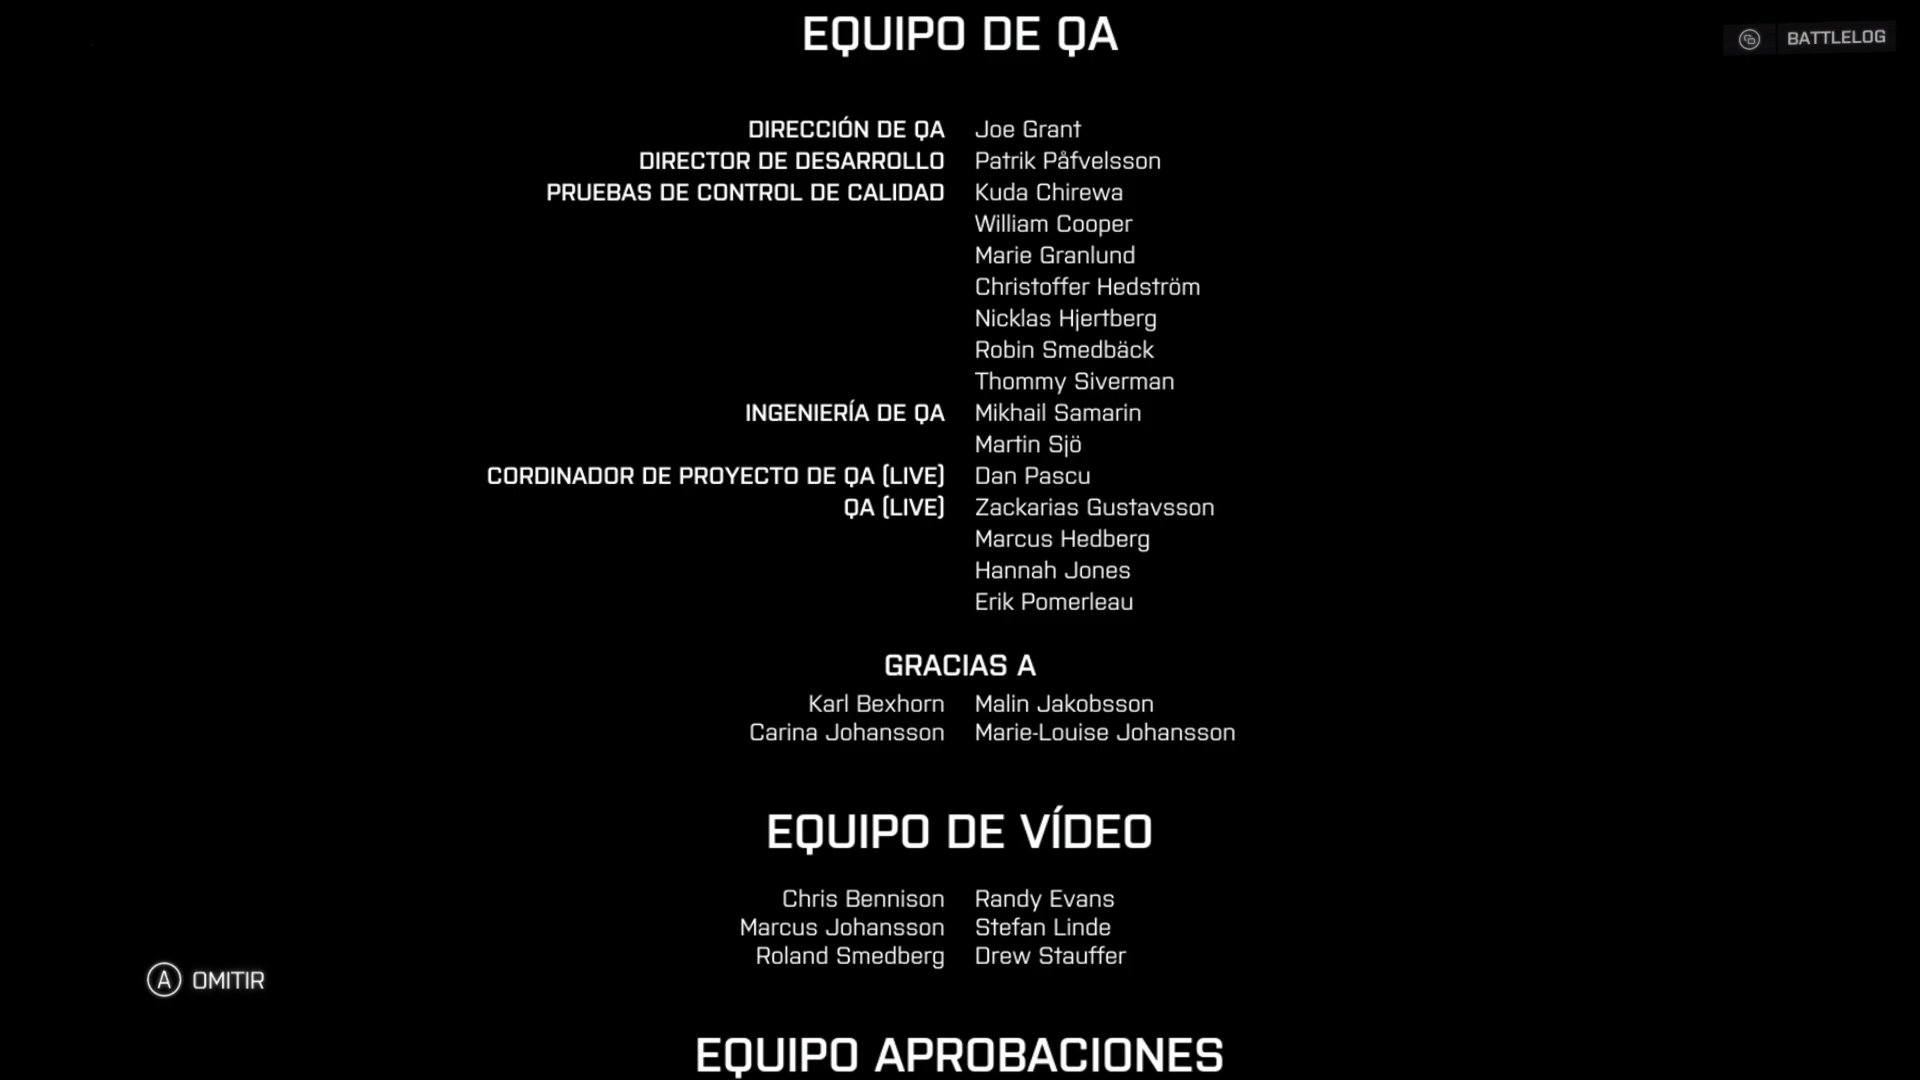 EQUIPO DE QA
BATTLELOG
DIRECCIÓN DE QA Joe Grant
DIRECTOR DE DESARROLLO Patrik Påfvelsson
PRUEBAS DE CONTROL DE CALIDAD Kuda Chirewa
William Cooper
Marie Granlund
Christoffer Hedström
Nicklas Hjertberg
Robin Smedbäck
Thommy Siverman
INGENIERÍA DE QA Mikhail Samarin
Martin Sjö
CORDINADOR DE PROYECTO DE QA (LIVE) Dan Pascu
QA (LIVE) Zackarias Gustavsson
Marcus Hedberg
Hannah Jones
Erik Pomerleau
GRACIAS A
Karl Bexhorn Malin Jakobsson
Carina Johansson Marie-Louise Johansson
EQUIPO DE VÍDEO
Chris Bennison Randy Evans
Marcus Johansson Stefan Linde
Roland Smedberg Drew Stauffer
A OMITIR
EQUIPO APROBACIONES